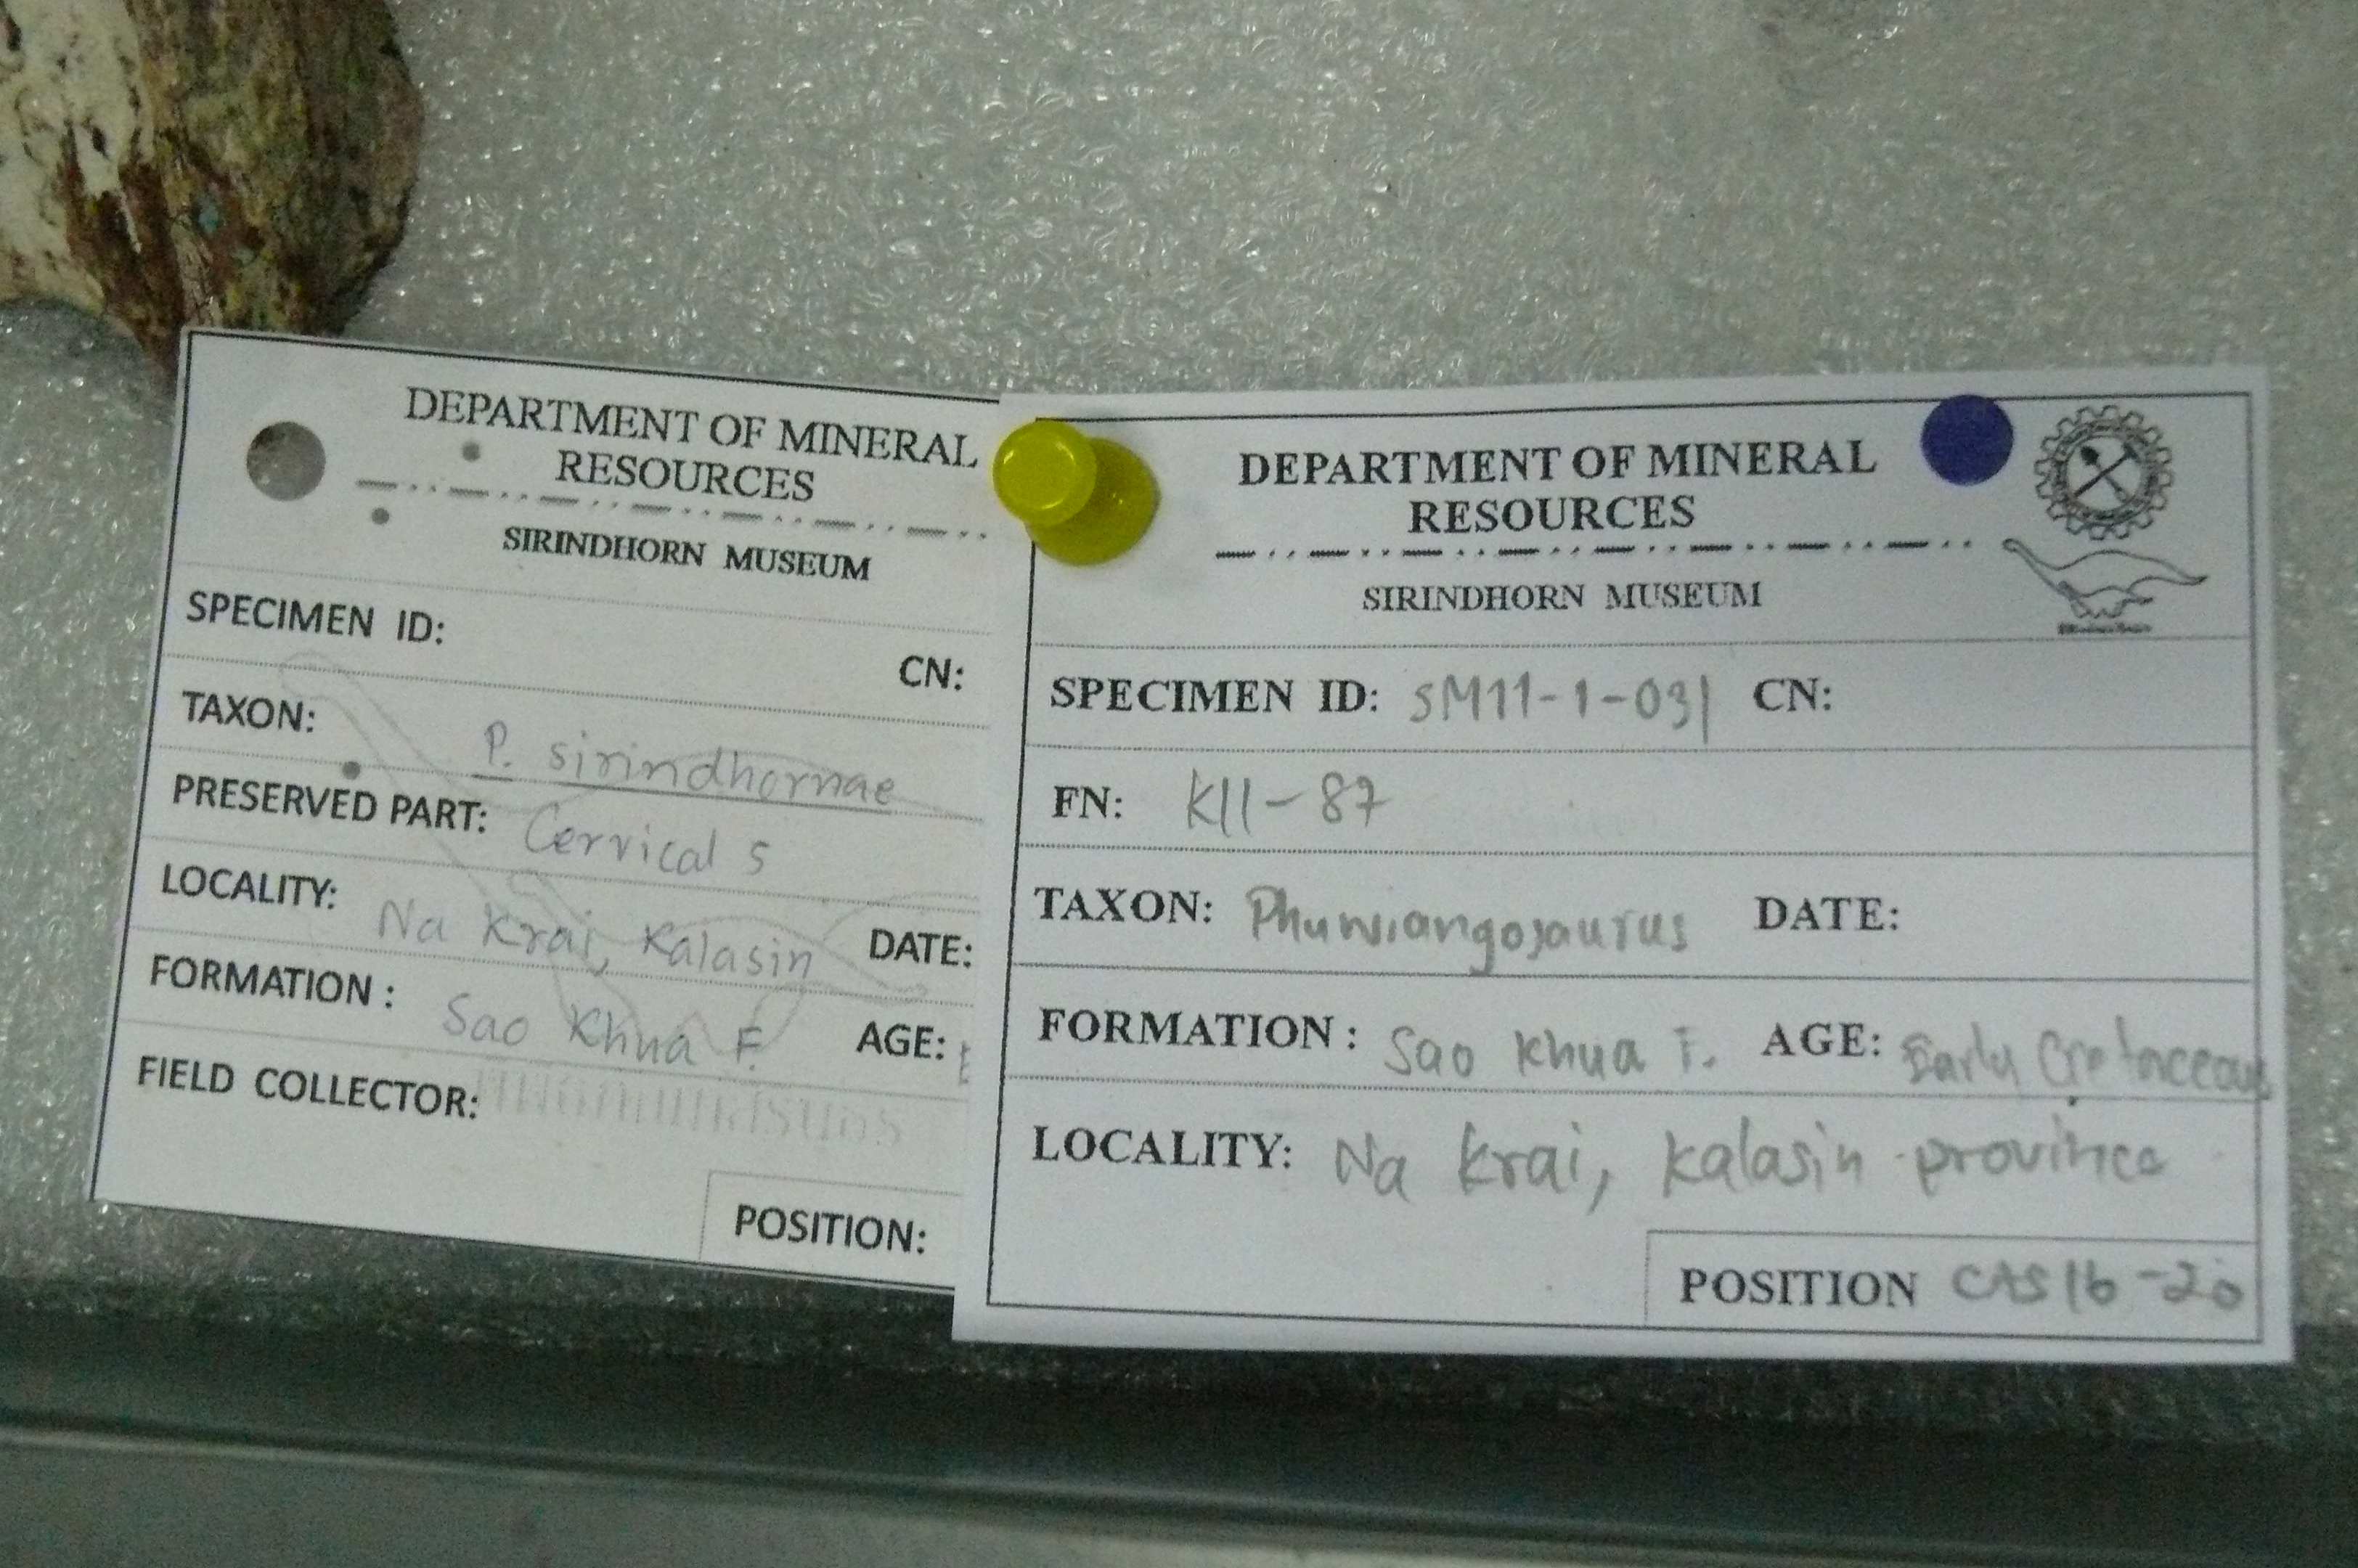 DEPARTMENT OF MINERAL
RESOURCES
SIRINDHORN MUSEUM
SPECIMEN ID:
CN:
TAXON: P. sirindhornae
PRESERVED PART: Cervical 5
LOCALITY: Na Krai, Kalasin DATE:
FORMATION : Sao Khua F. AGE:
FIELD COLLECTOR:
POSITION:
DEPARTMENT OF MINERAL
RESOURCES
SIRINDHORN MUSEUM
SPECIMEN ID: SM11-1-031 CN:
FN: K11-87
TAXON: Phuwiangosaurus DATE:
FORMATION : Sao Khua F. AGE: Early Cretaceous
LOCALITY: Na Krai, Kalasin province
POSITION CAS16-20